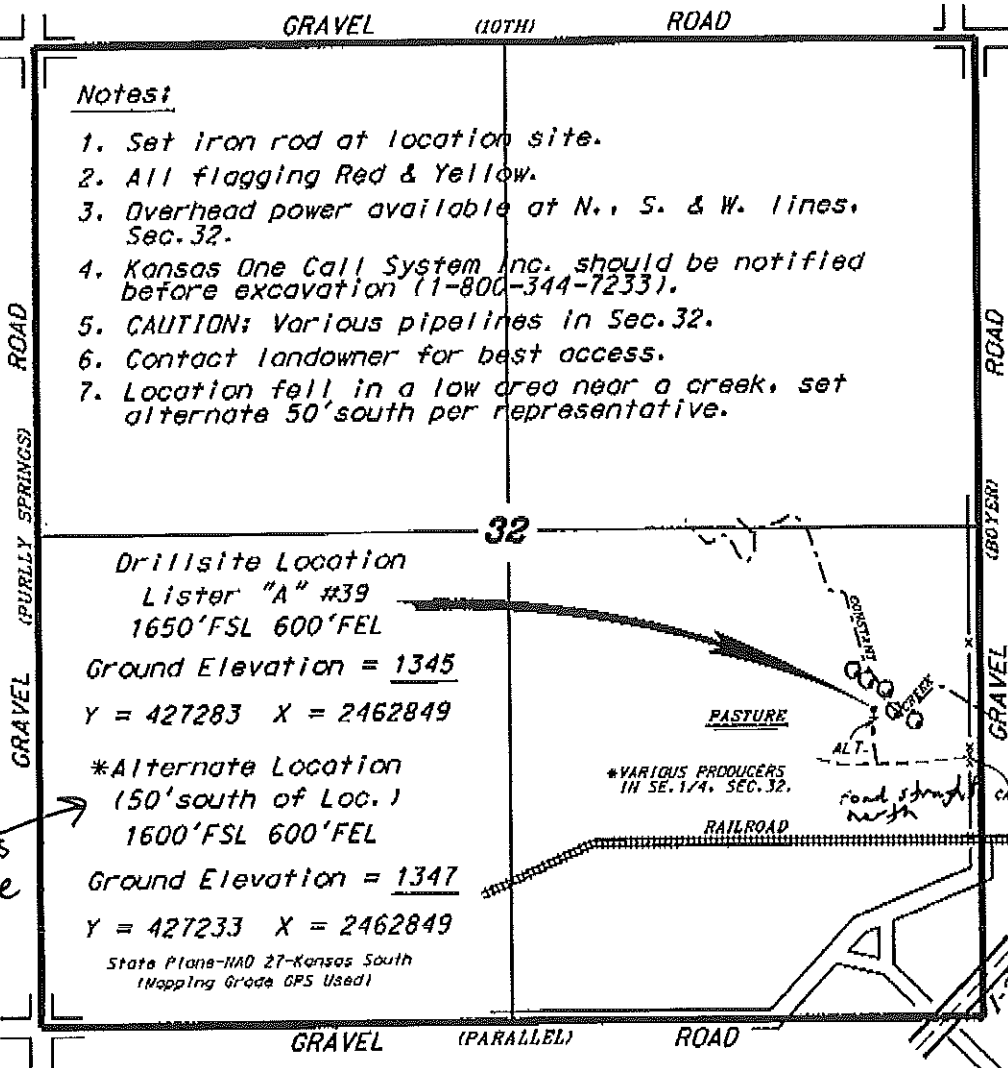 GRAVEL (10TH) ROAD
Notes:
1. Set iron rod at location site.
2. All flagging Red & Yellow.
3. Overhead power available at N., S. & W. lines,
Sec.32.
4. Kansas One Call System Inc. should be notified
before excavation (1-800-344-7233).
5. CAUTION: Various pipelines in Sec.32.
6. Contact landowner for best access.
7. Location fell in a low area near a creek, set
alternate 50'south per representative.
GRAVEL (PURLLY SPRINGS) ROAD
GRAVEL (BOYER) ROAD
32
Drillsite Location
Lister "A" #39
1650'FSL 600'FEL
Ground Elevation = 1345
Y = 427283 X = 2462849
*Alternate Location
(50'south of Loc.)
1600'FSL 600'FEL
Ground Elevation = 1347
Y = 427233 X = 2462849
State Plane-NAD 27-Kansas South
(Mapping Grade GPS Used)
CONSTANT
CREEK
PASTURE
ALT.
*VARIOUS PRODUCERS
IN SE.1/4, SEC.32.
road straight
north
RAILROAD
GRAVEL (PARALLEL) ROAD